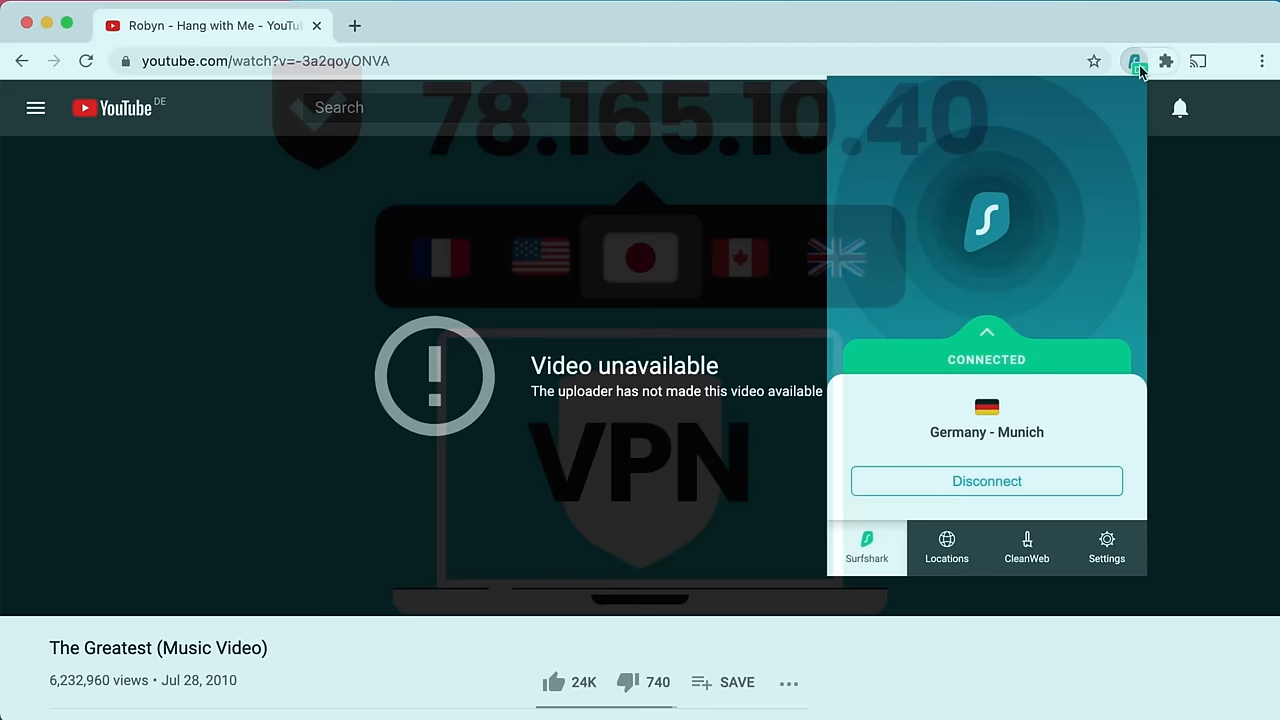 Robyn - Hang with Me - YouTu
youtube.com/watch?v=-3a2qoyONVA
YouTube DE
Search
78.165.10.40
CONNECTED
Video unavailable
The uploader has not made this video available
Germany - Munich
VPN
Disconnect
Surfshark
Locations
CleanWeb
Settings
The Greatest (Music Video)
6,232,960 views • Jul 28, 2010
24K
740
SAVE